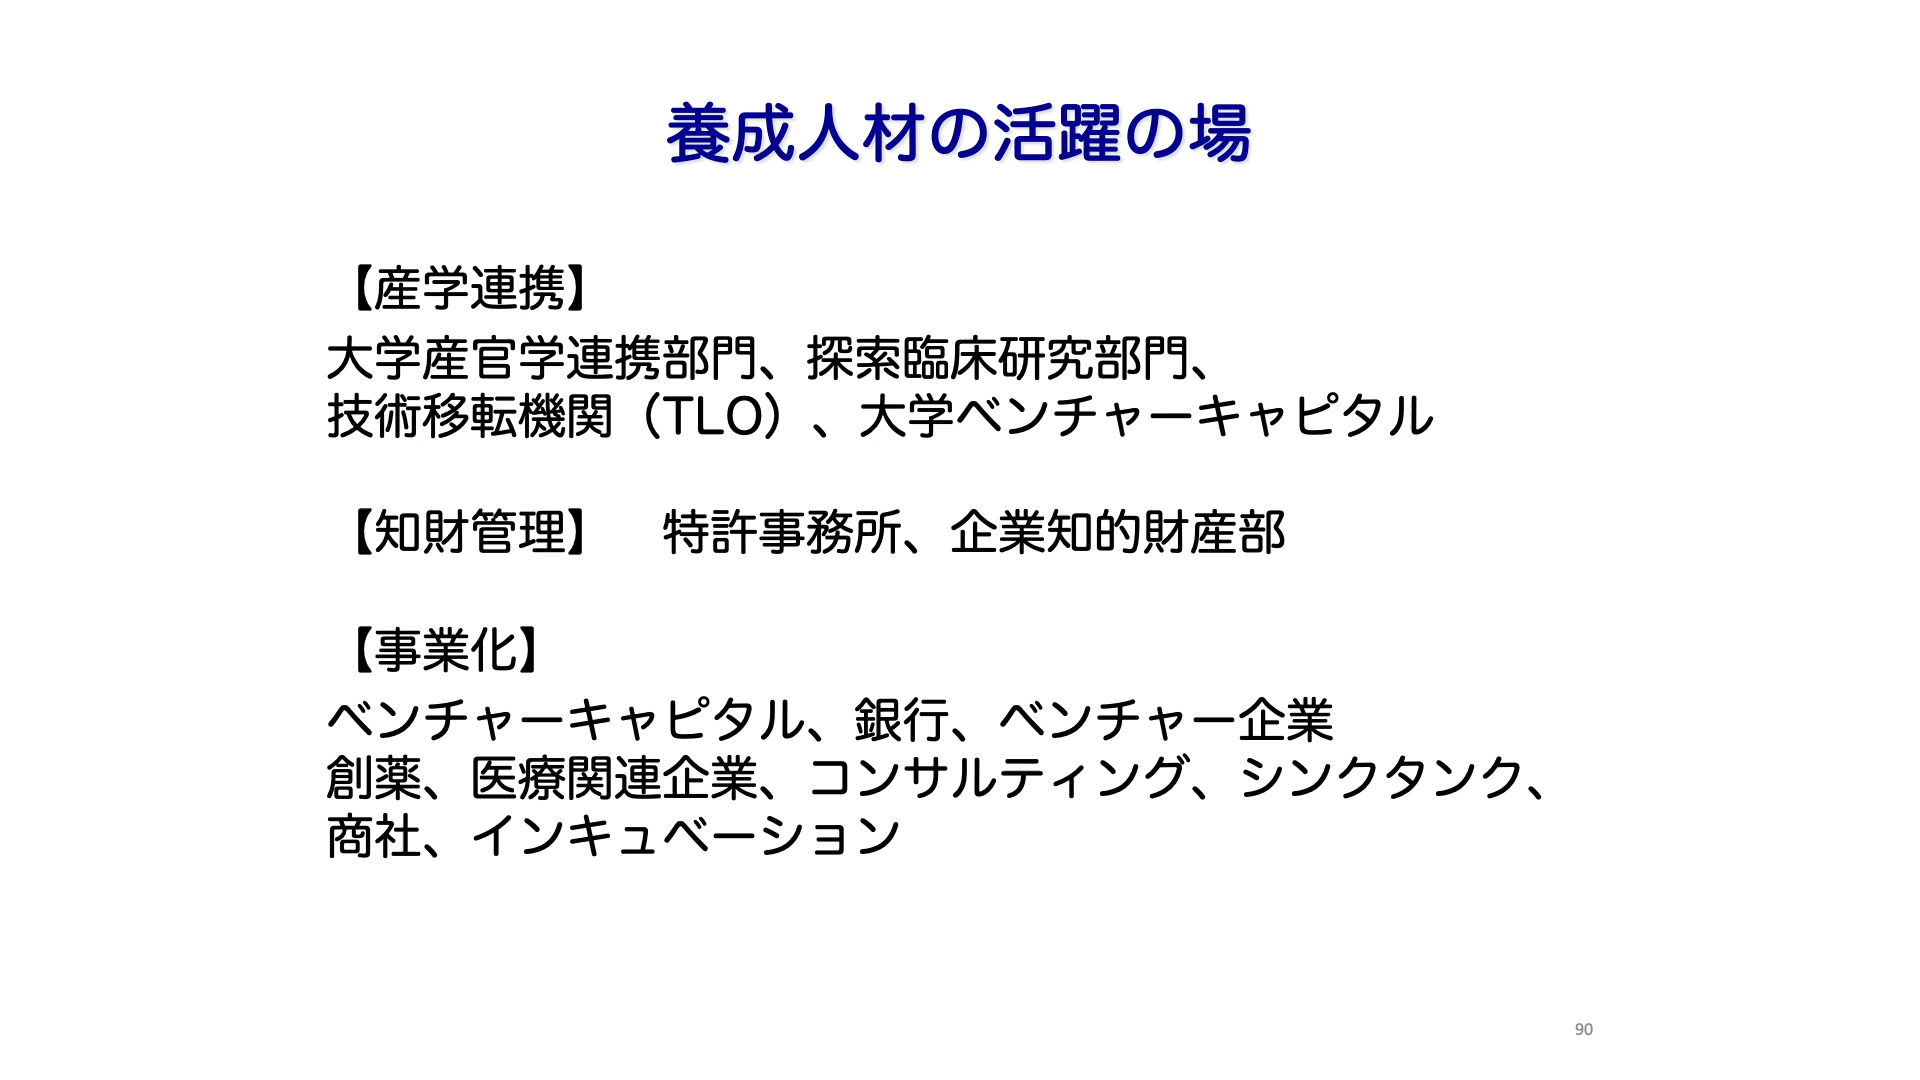 養成人材の活躍の場
【産学連携】
大学産官学連携部門、探索臨床研究部門、
技術移転機関（TLO）、大学ベンチャーキャピタル
【知財管理】　特許事務所、企業知的財産部
【事業化】
ベンチャーキャピタル、銀行、ベンチャー企業
創薬、医療関連企業、コンサルティング、シンクタンク、
商社、インキュベーション
90